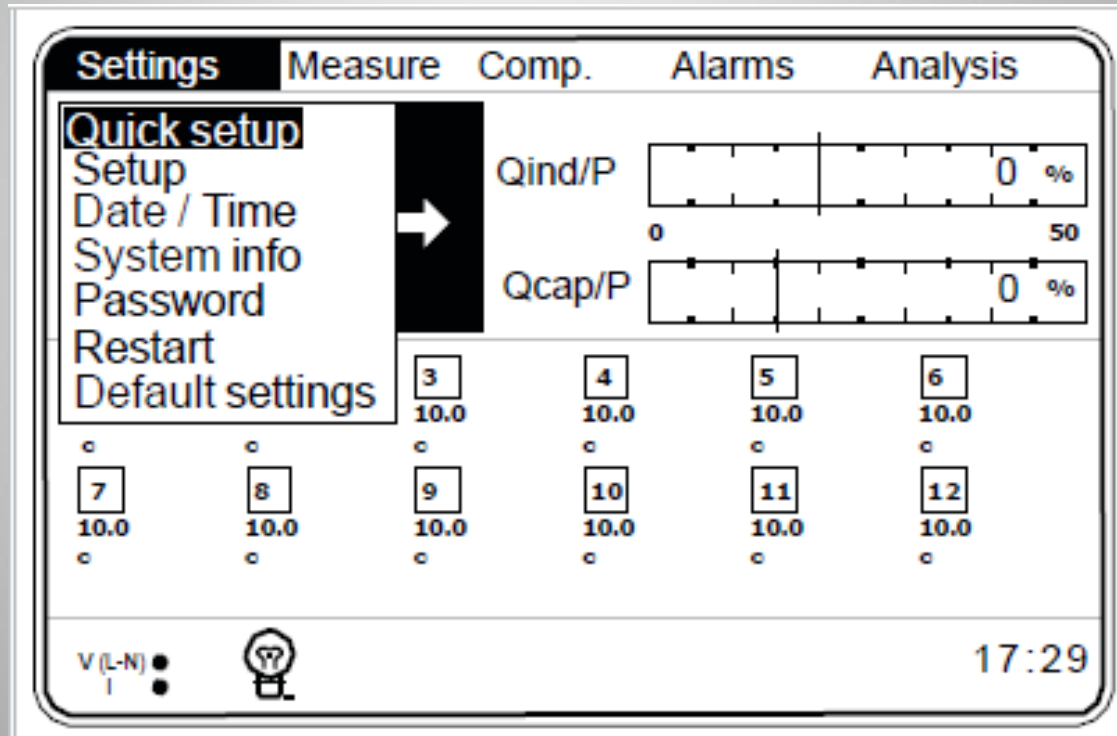 Settings Measure Comp. Alarms Analysis
Quick setup
Setup
Date / Time
System info
Password
Restart
Default settings
Qind/P 0 %
0 50
Qcap/P 0 %
3 4 5 6
10.0 10.0 10.0 10.0
c c c c c c
7 8 9 10 11 12
10.0 10.0 10.0 10.0 10.0 10.0
c c c c c c
V (L-N)
I
17:29